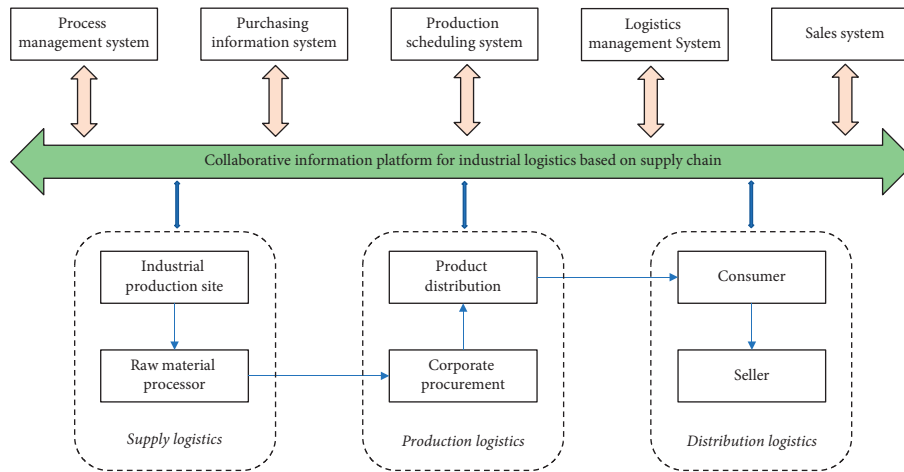 Process
management system
Purchasing
information system
Production
scheduling system
Logistics
management System
Sales system
Collaborative information platform for industrial logistics based on supply chain
Industrial
production site
Raw material
processor
Supply logistics
Product
distribution
Corporate
procurement
Production logistics
Consumer
Seller
Distribution logistics